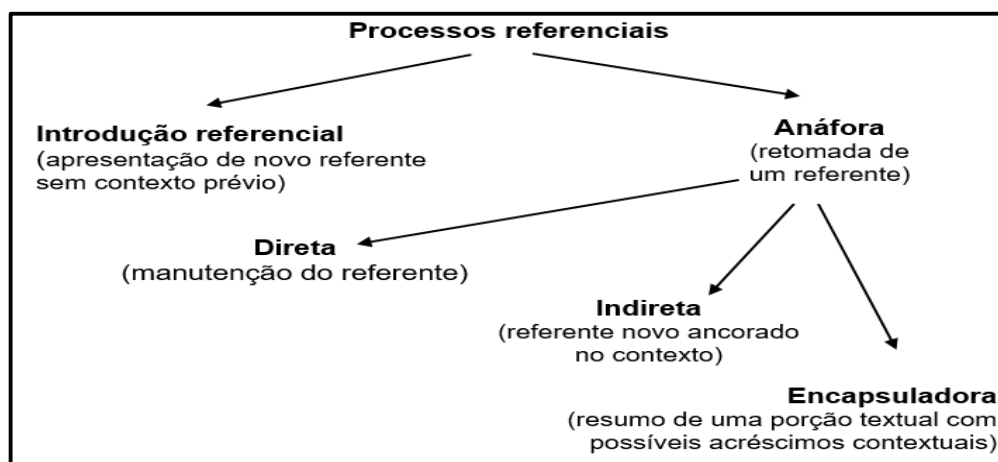 Processos referenciais
Introdução referencial
(apresentação de novo referente
sem contexto prévio)
Anáfora
(retomada de
um referente)
Direta
(manutenção do referente)
Indireta
(referente novo ancorado
no contexto)
Encapsuladora
(resumo de uma porção textual com
possíveis acréscimos contextuais)